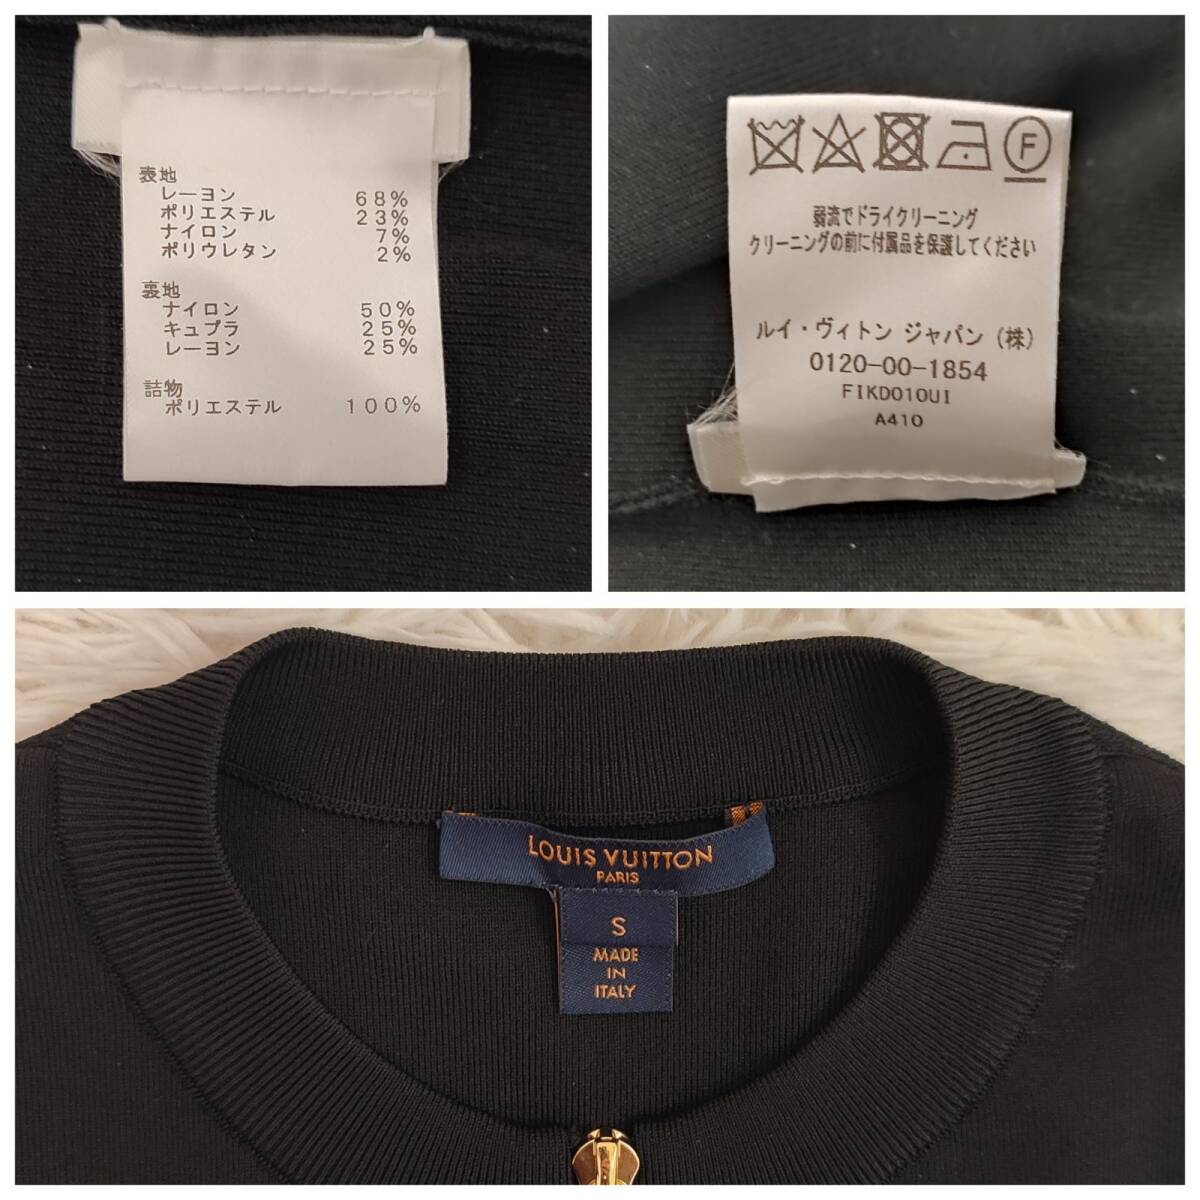 表地
レーヨン 68%
ポリエステル 23%
ナイロン 7%
ポリウレタン 2%
裏地
ナイロン 50%
キュプラ 25%
レーヨン 25%
詰物
ポリエステル 100%
F
弱流でドライクリーニング
クリーニングの前に付属品を保護してください
ルイ・ヴィトン ジャパン(株)
0120-00-1854
FIKD010UI
A410
LOUIS VUITTON
PARIS
S
MADE
IN
ITALY